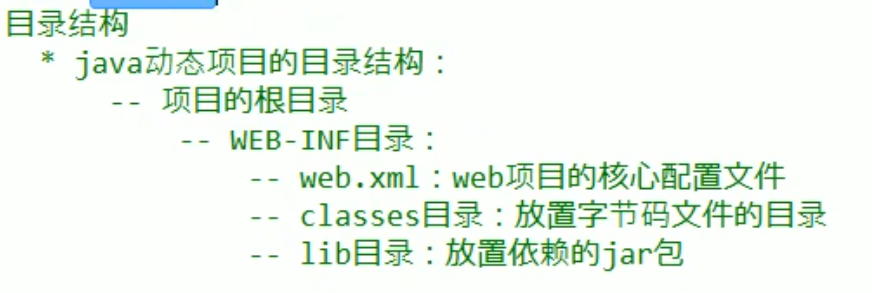 目录结构
* java动态项目的目录结构：
-- 项目的根目录
-- WEB-INF目录：
-- web.xml：web项目的核心配置文件
-- classes目录：放置字节码文件的目录
-- lib目录：放置依赖的jar包